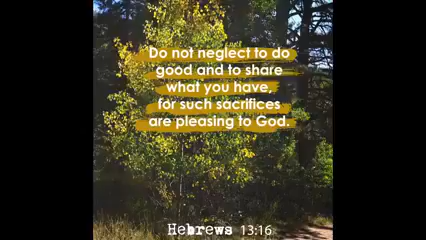 Do not neglect to do
good and to share
what you have,
for such sacrifices
are pleasing to God.
Hebrews 13:16